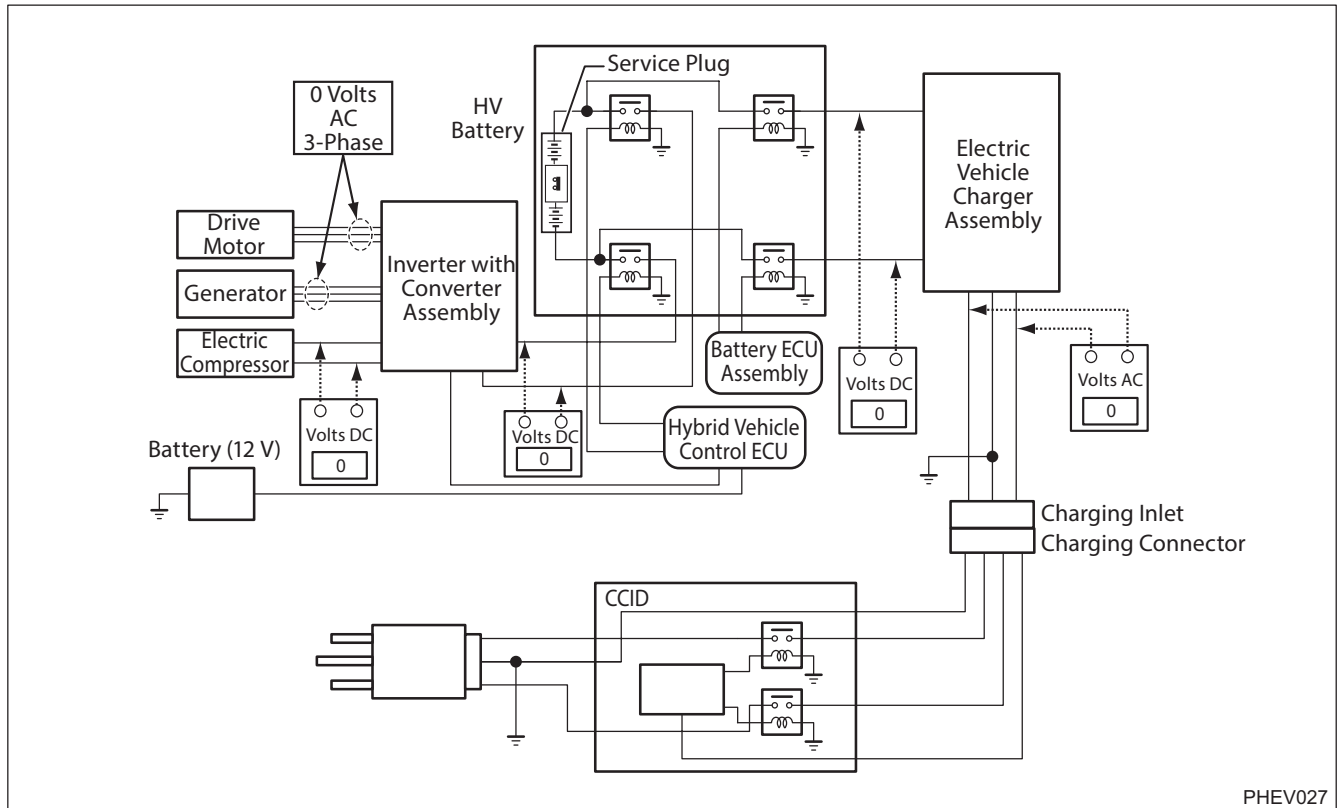 Service Plug
HV
Battery
0 Volts
AC
3-Phase
Drive
Motor
Generator
Electric
Compressor
Inverter with
Converter
Assembly
Electric
Vehicle
Charger
Assembly
Battery ECU
Assembly
Hybrid Vehicle
Control ECU
Volts DC
0
Volts DC
0
Volts DC
0
Volts AC
0
Battery (12 V)
Charging Inlet
Charging Connector
CCID
PHEV027